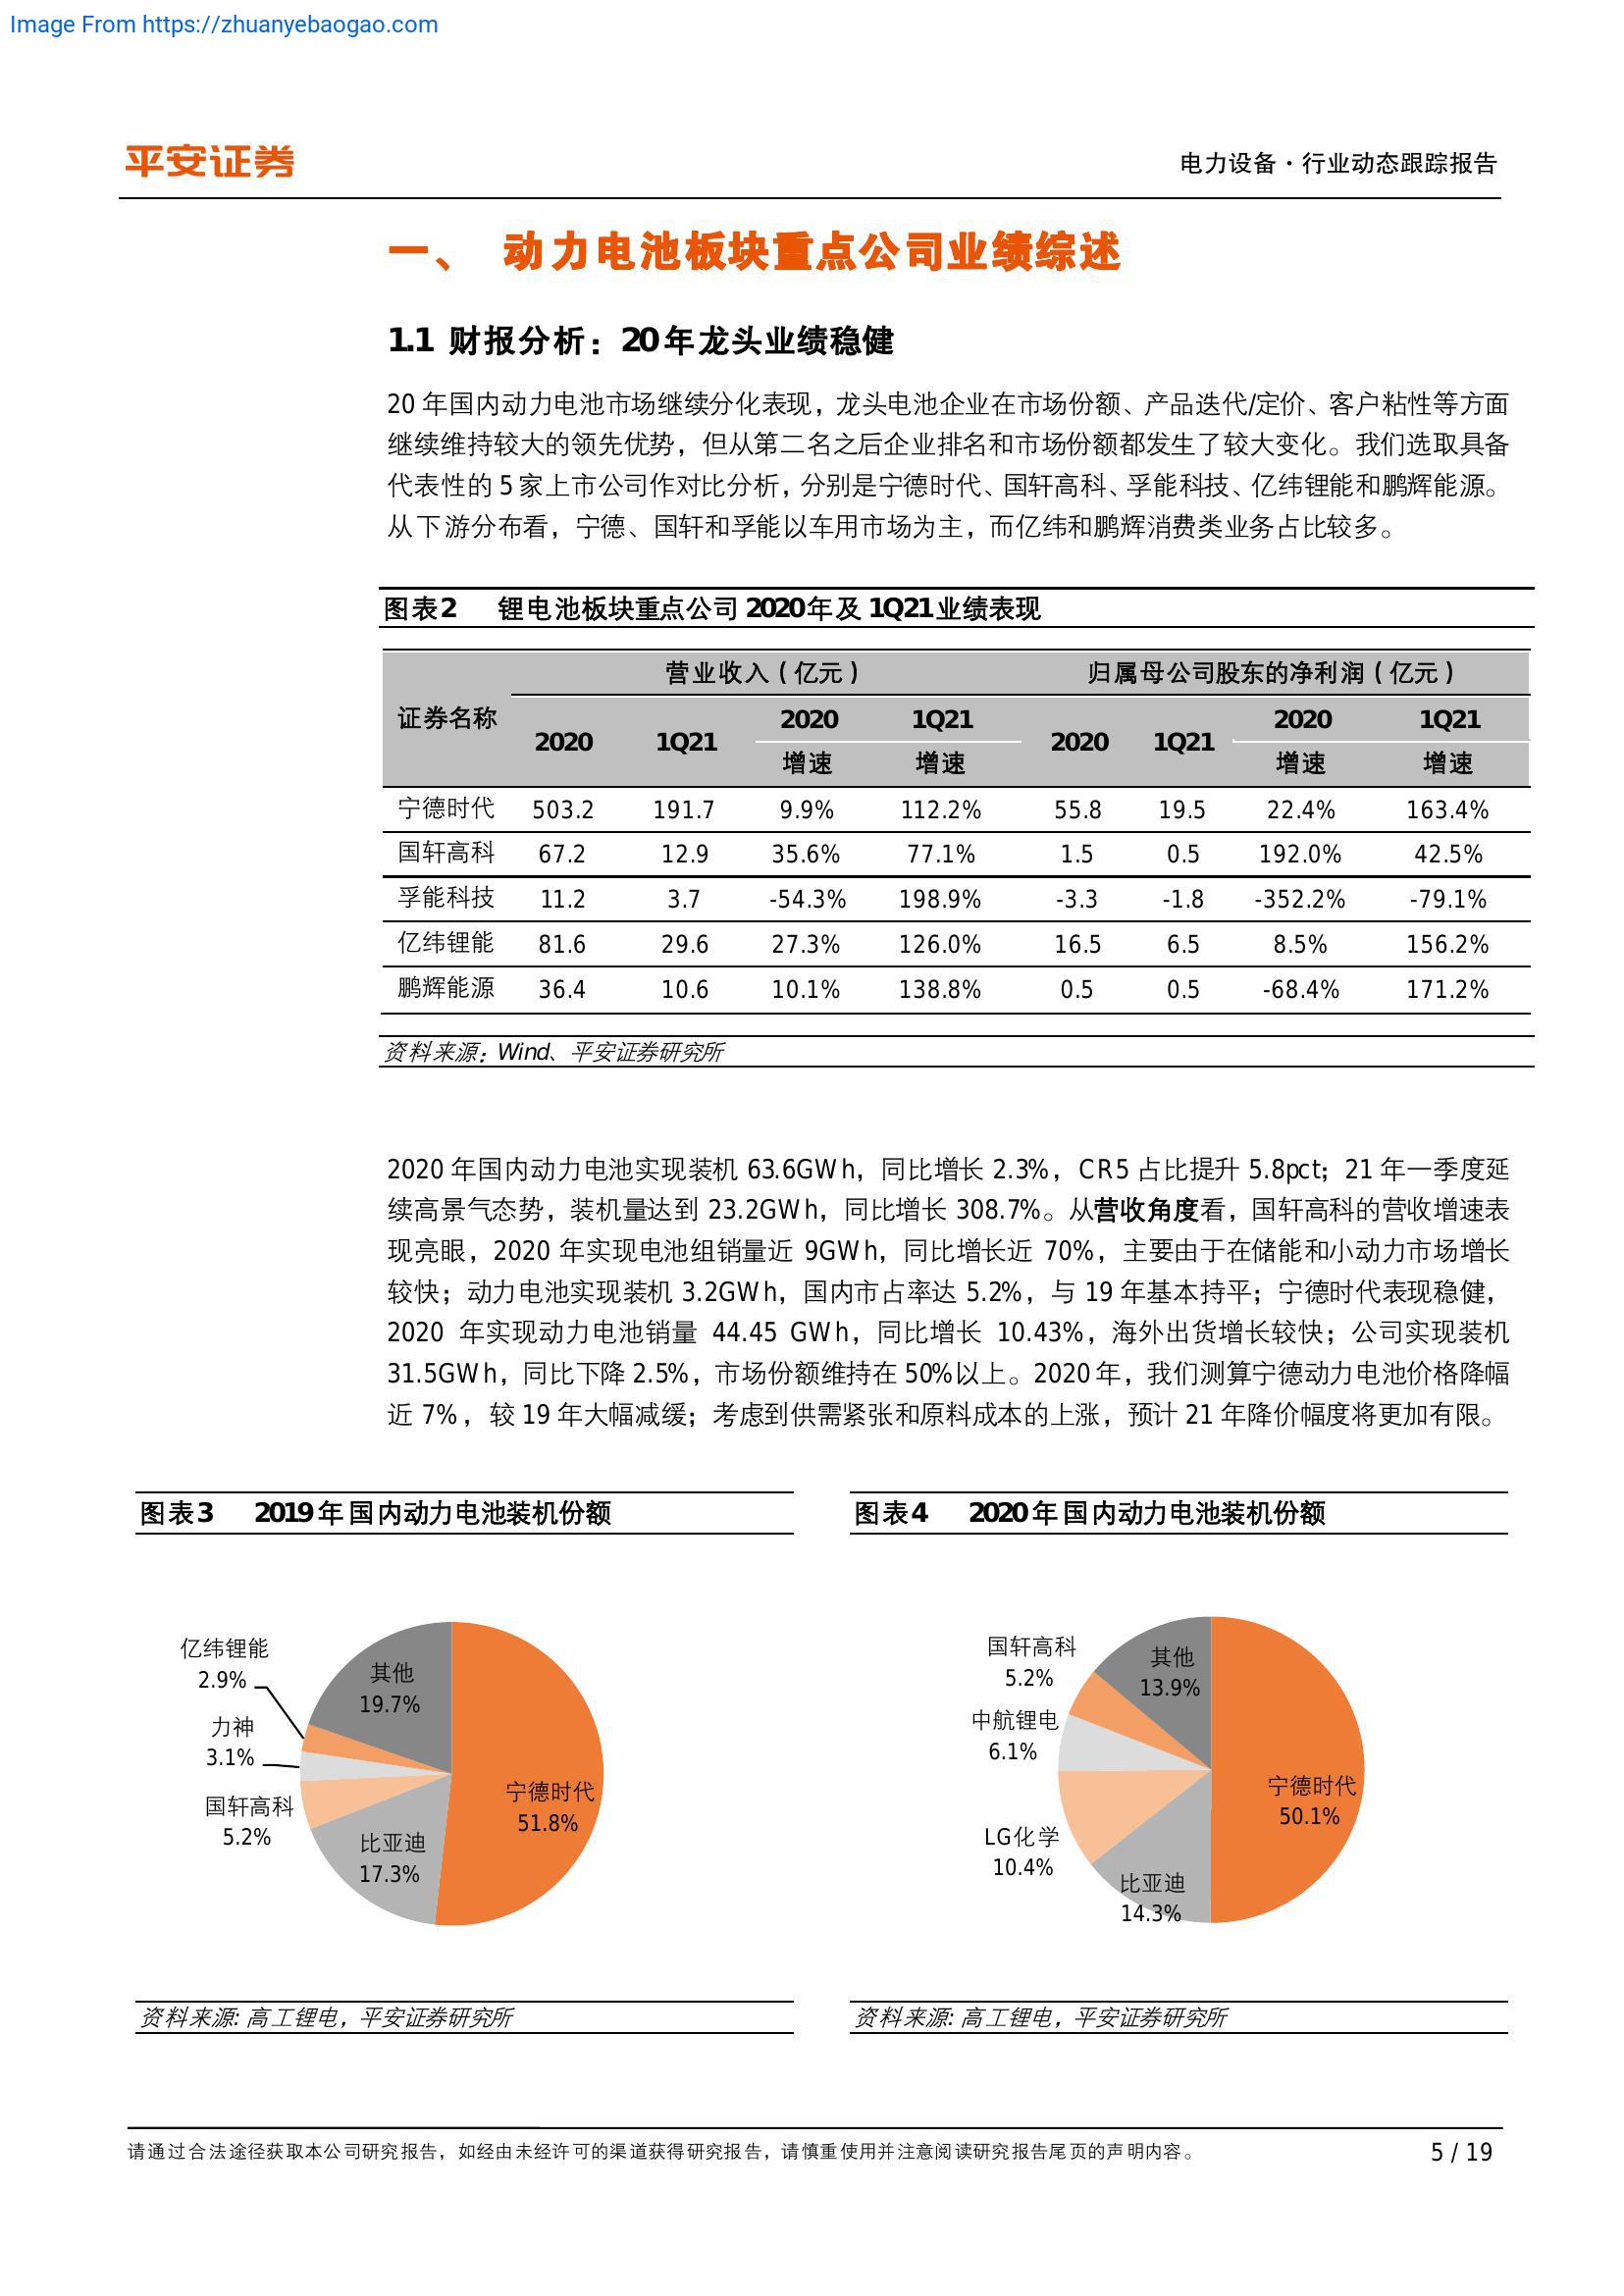 Image From https://zhuanyebaogao.com
平安证券
电力设备·行业动态跟踪报告
一、 动力电池板块重点公司业绩综述
1.1 财报分析：20年龙头业绩稳健
20 年国内动力电池市场继续分化表现，龙头电池企业在市场份额、产品迭代/定价、客户粘性等方面
继续维持较大的领先优势，但从第二名之后企业排名和市场份额都发生了较大变化。我们选取具备
代表性的 5 家上市公司作对比分析，分别是宁德时代、国轩高科、孚能科技、亿纬锂能和鹏辉能源。
从下游分布看，宁德、国轩和孚能以车用市场为主，而亿纬和鹏辉消费类业务占比较多。
图表2 锂电池板块重点公司 2020年及 1Q21业绩表现
证券名称 营业收入（亿元） 归属母公司股东的净利润（亿元）
2020 1Q21 2020 增速 1Q21 增速 2020 1Q21 2020 增速 1Q21 增速
宁德时代 503.2 191.7 9.9% 112.2% 55.8 19.5 22.4% 163.4%
国轩高科 67.2 12.9 35.6% 77.1% 1.5 0.5 192.0% 42.5%
孚能科技 11.2 3.7 -54.3% 198.9% -3.3 -1.8 -352.2% -79.1%
亿纬锂能 81.6 29.6 27.3% 126.0% 16.5 6.5 8.5% 156.2%
鹏辉能源 36.4 10.6 10.1% 138.8% 0.5 0.5 -68.4% 171.2%
资料来源：Wind、平安证券研究所
2020 年国内动力电池实现装机 63.6GWh，同比增长 2.3%，CR5 占比提升 5.8pct；21 年一季度延
续高景气态势，装机量达到 23.2GWh，同比增长 308.7%。从营收角度看，国轩高科的营收增速表
现亮眼，2020 年实现电池组销量近 9GWh，同比增长近 70%，主要由于在储能和小动力市场增长
较快；动力电池实现装机 3.2GWh，国内市占率达 5.2%，与 19 年基本持平；宁德时代表现稳健，
2020 年实现动力电池销量 44.45 GWh，同比增长 10.43%，海外出货增长较快；公司实现装机
31.5GWh，同比下降 2.5%，市场份额维持在 50%以上。2020 年，我们测算宁德动力电池价格降幅
近 7%，较 19 年大幅减缓；考虑到供需紧张和原料成本的上涨，预计 21 年降价幅度将更加有限。
图表3 2019年国内动力电池装机份额
亿纬锂能
2.9%
力神
3.1%
国轩高科
5.2%
其他
19.7%
比亚迪
17.3%
宁德时代
51.8%
资料来源: 高工锂电，平安证券研究所
图表4 2020年国内动力电池装机份额
国轩高科
5.2%
中航锂电
6.1%
LG化学
10.4%
其他
13.9%
比亚迪
14.3%
宁德时代
50.1%
资料来源: 高工锂电，平安证券研究所
请通过合法途径获取本公司研究报告，如经由未经许可的渠道获得研究报告，请慎重使用并注意阅读研究报告尾页的声明内容。
5 / 19